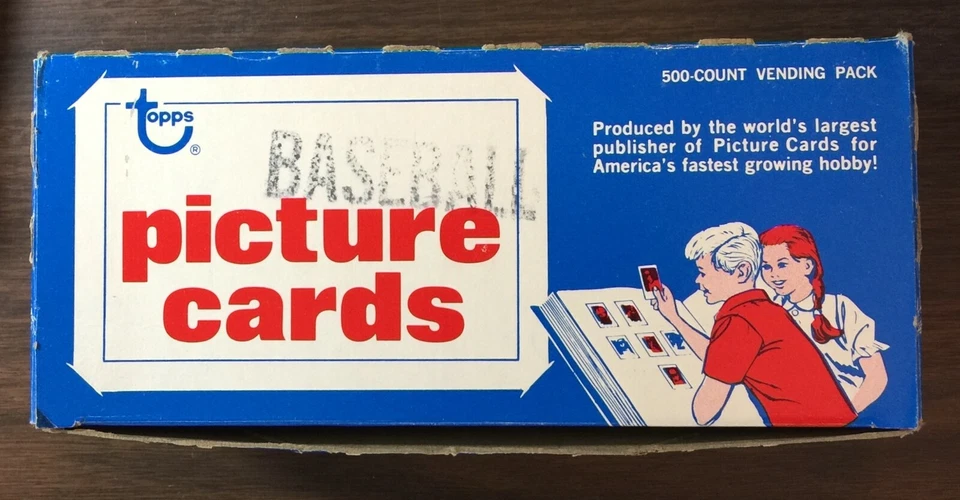 topps
®
BASEBALL
picture
cards
500-COUNT VENDING PACK
Produced by the world's largest
publisher of Picture Cards for
America's fastest growing hobby!